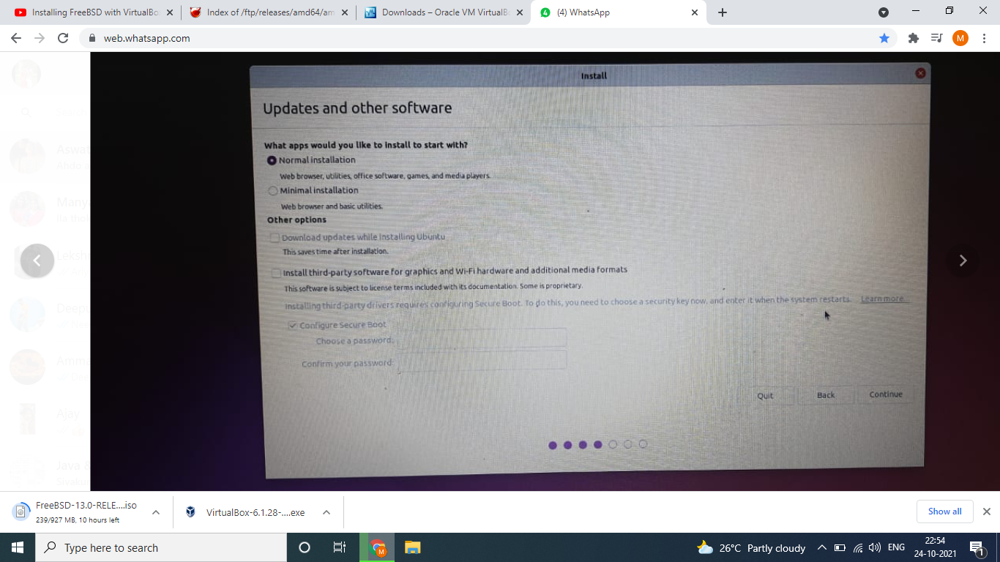 Installing FreeBSD with VirtualBo
Index of /ftp/releases/amd64/am
Downloads – Oracle VM VirtualB
(4) WhatsApp
web.whatsapp.com
M
Install
Updates and other software
What apps would you like to install to start with?
Normal installation
Web browser, utilities, office software, games, and media players.
Minimal installation
Web browser and basic utilities.
Other options
Download updates while installing Ubuntu
This saves time after installation.
Install third-party software for graphics and Wi-Fi hardware and additional media formats
This software is subject to license terms included with its documentation. Some is proprietary.
Installing third-party drivers requires configuring Secure Boot. To do this, you need to choose a security key now, and enter it when the system restarts. Learn more...
Configure Secure Boot
Choose a password:
Confirm your password:
Quit Back Continue
Aswat
Many
Lekshm
Deepu
Amma
Ajay
Java &
Sivaku
FreeBSD-13.0-RELE....iso
239/927 MB, 10 hours left
VirtualBox-6.1.28-....exe
Show all
Type here to search
M
26°C Partly cloudy
ENG
22:54
24-10-2021
1